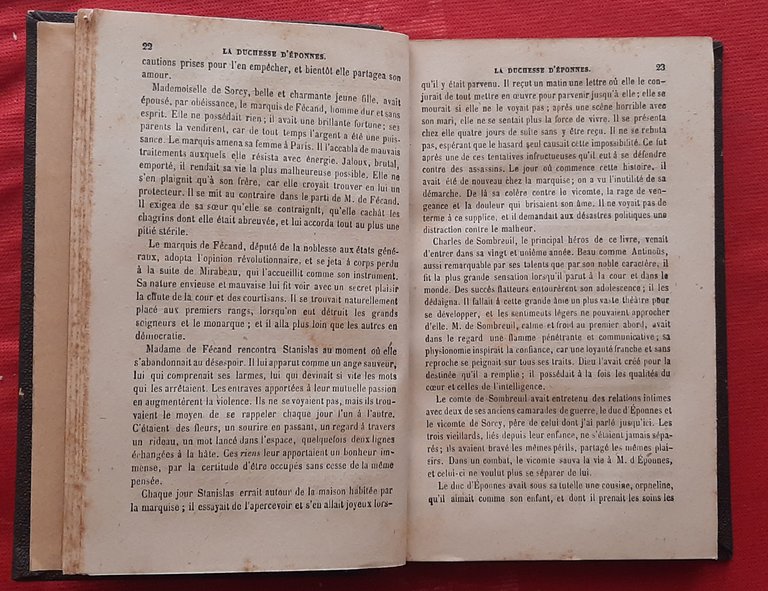 22
LA DUCHESSE D'ÉPONNES.
cautions prises pour l'en empêcher, et bientôt elle partagea son
amour.
Mademoiselle de Sorcy, belle et charmante jeune fille, avait
épousé, par obéissance, le marquis de Fécand, homme dur et sans
esprit. Elle ne possédait rien; il avait une brillante fortune; ses
parents la vendirent, car de tout temps l'argent a été une puis-
sance. Le marquis amena sa femme à Paris. Il l'accabla de mauvais
traitements auxquels elle résista avec énergie. Jaloux, brutal,
emporté, il rendait sa vie la plus malheureuse possible. Elle ne
s'en plaignit qu'à son frère, car elle croyait trouver en lui un
protecteur. Il se mit au contraire dans le parti de M. de Fécand.
Il exigea de sa sœur qu'elle se contraignît, qu'elle cachât les
chagrins dont elle était abreuvée, et lui accorda tout au plus une
pitié stérile.
Le marquis de Fécand, député de la noblesse aux états géné-
raux, adopta l'opinion révolutionnaire, et se jeta à corps perdu
à la suite de Mirabeau, qui l'accueillit comme son instrument.
Sa nature envieuse et mauvaise lui fit voir avec un secret plaisir
la chute de la cour et des courtisans. Il se trouva naturellement
placé aux premiers rangs, lorsqu'on eut détruit les grands
seigneurs et le monarque; et il alla plus loin que les autres en
démocratie.
Madame de Fécand rencontra Stanislas au moment où elle
s'abandonnait au désespoir. Il lui apparut comme un ange sauveur,
lui qui comprenait ses larmes, lui qui devinait si vite les mots
qui les arrêtaient. Les entraves apportées à leur mutuelle passion
en augmentèrent la violence. Ils ne se voyaient pas, mais ils trou-
vaient le moyen de se rappeler chaque jour l'un à l'autre.
C'étaient des fleurs, un sourire en passant, un regard à travers
un rideau, un mot lancé dans l'espace, quelquefois deux lignes
échangées à la hâte. Ces riens leur apportaient un bonheur im-
mense, par la certitude d'être occupés sans cesse de la même
pensée.
Chaque jour Stanislas errait autour de la maison habitée par
la marquise; il essayait de l'apercevoir et s'en allait joyeux lors-
LA DUCHESSE D'ÉPONNES.
23
qu'il y était parvenu. Il reçut un matin une lettre où elle le con-
jurait de tout mettre en œuvre pour parvenir jusqu'à elle; elle se
mourait si elle ne le voyait pas; après une scène horrible avec
son mari, elle ne se sentait plus la force de vivre. Il se présenta
chez elle quatre jours de suite sans y être reçu. Il ne se rebuta
pas, espérant que le hasard seul causait cette impossibilité. Ce fut
après une de ces tentatives infructueuses qu'il eut à se défendre
contre des assassins. Le jour où commence cette histoire, il
avait été de nouveau chez la marquise; on a vu l'inutilité de sa
démarche. De là sa colère contre le vicomte, la rage de ven-
geance et la douleur qui brisaient son âme. Il ne voyait pas de
terme à ce supplice, et il demandait aux désastres politiques une
distraction contre le malheur.
Charles de Sombreuil, le principal héros de ce livre, venait
d'entrer dans sa vingt et unième année. Beau comme Antinoüs,
aussi remarquable par ses talents que par son noble caractère, il
fit la plus grande sensation lorsqu'il parut à la cour et dans le
monde. Des succès flatteurs entourèrent son adolescence; il les
dédaigna. Il fallait à cette grande âme un plus vaste théâtre pour
se développer, et les sentiments légers ne pouvaient approcher
d'elle. M. de Sombreuil, calme et froid au premier abord, avait
dans le regard une flamme pénétrante et communicative; sa
physionomie inspirait la confiance, car une loyauté franche et sans
reproche se peignait sur tous ses traits. Dieu l'avait créé pour la
destinée qu'il a remplie; il possédait à la fois les qualités du
cœur et celles de l'intelligence.
Le comte de Sombreuil avait entretenu des relations intimes
avec deux de ses anciens camarades de guerre, le duc d'Éponnes et
le vicomte de Sorcy, père de celui dont j'ai parlé jusqu'ici. Ces
trois vieillards, liés depuis leur enfance, ne s'étaient jamais sépa-
rés; ils avaient bravé les mêmes périls, partagé les mêmes plai-
sirs. Dans un combat, le vicomte sauva la vie à M. d'Éponnes,
et celui-ci ne voulut plus se séparer de lui.
Le duc d'Éponnes avait sous sa tutelle une cousine, orpheline,
qu'il aimait comme son enfant, et dont il prenait les soins les